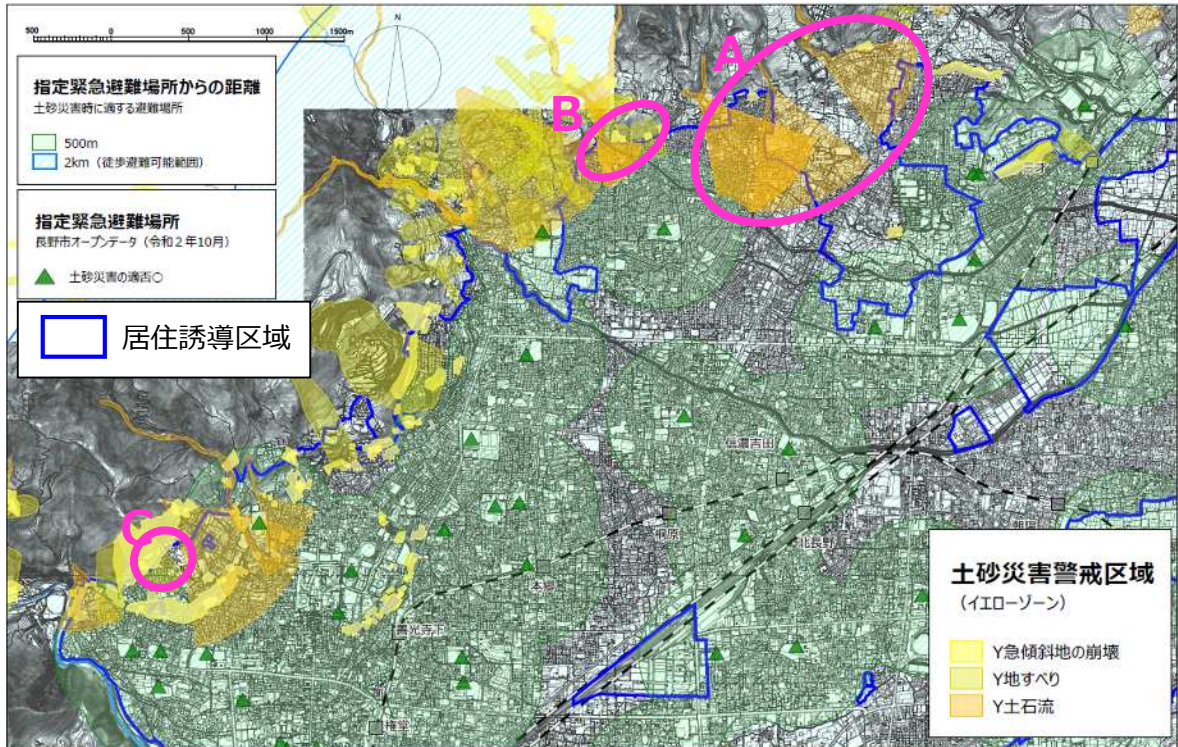 500 0 500 1000 1500m
N
指定緊急避難場所からの距離
土砂災害時に適する避難場所
500m
2km（徒歩避難可能範囲）
指定緊急避難場所
長野市オープンデータ（令和２年10月）
土砂災害の適否〇
居住誘導区域
A
B
C
信濃吉田
北長野
桐原
本郷
善光寺下
権堂
土砂災害警戒区域
（イエローゾーン）
Y急傾斜地の崩壊
Y地すべり
Y土石流